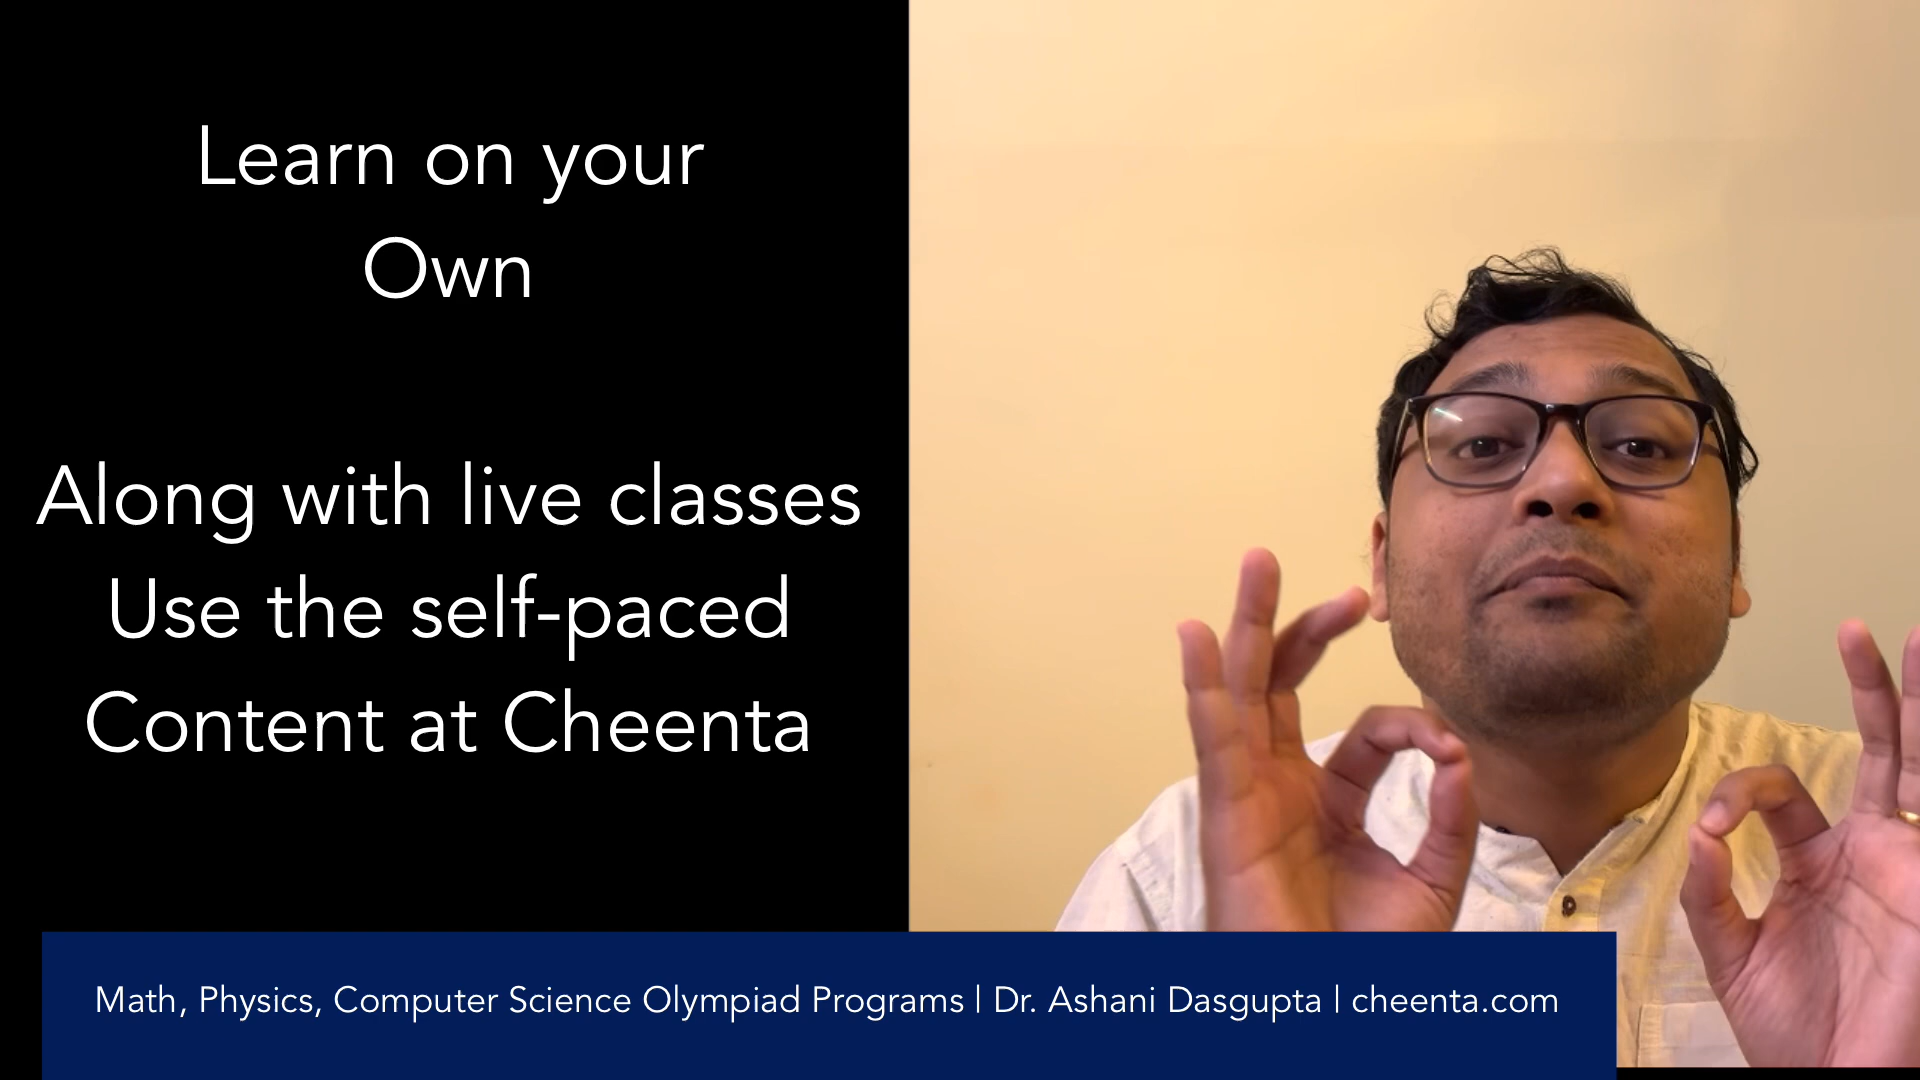 Learn on your
Own
Along with live classes
Use the self-paced
Content at Cheenta
Math, Physics, Computer Science Olympiad Programs | Dr. Ashani Dasgupta | cheenta.com